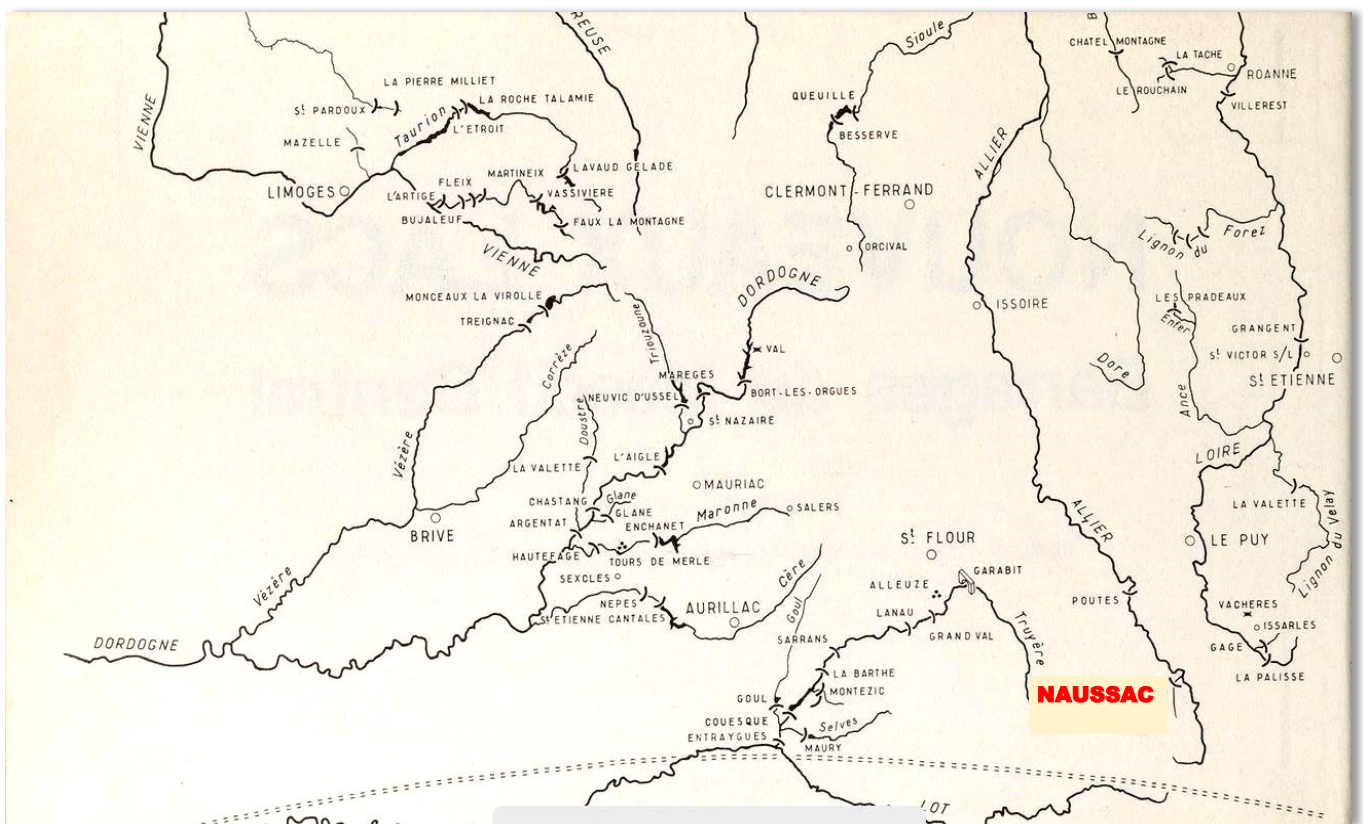 REUSE
Sioule
B
CHATEL MONTAGNE
LA TACHE
ROANNE
LE ROUCHAIN
VILLEREST
VIENNE
LA PIERRE MILLIET
St PARDOUX
LA ROCHE TALAMIE
Taurion
L'ETROIT
MAZELLE
QUEUILLE
BESSERVE
ALLIER
LIMOGES
FLEIX
MARTINEIX
LAVAUD GELADE
L'ARTIGE
VASSIVIERE
BUJALEUF
FAUX LA MONTAGNE
CLERMONT-FERRAND
ORCIVAL
Lignon du Forez
VIENNE
DORDOGNE
MONCEAUX LA VIROLLE
TREIGNAC
Triouzoune
ISSOIRE
LES PRADEAUX
Enfer
GRANGENT
St VICTOR S/L
St ETIENNE
Corrèze
VAL
Dore
MAREGES
BORT-LES-ORGUES
NEUVIC D'USSEL
Doustre
Ance
St NAZAIRE
Vézère
LA VALETTE
L'AIGLE
LOIRE
MAURIAC
CHASTANG
Glane
GLANE
Maronne
SALERS
LA VALETTE
Lignon du Velay
ARGENTAT
ENCHANET
BRIVE
ALLIER
St FLOUR
LE PUY
HAUTEFAGE
TOURS DE MERLE
SEXCLES
Cère
GARABIT
ALLEUZE
Vézère
NEPES
AURILLAC
Goul
POUTES
VACHERES
St ETIENNE CANTALES
LANAU
GRANDVAL
Truyère
ISSARLES
DORDOGNE
SARRANS
GAGE
LA PALISSE
LA BARTHE
MONTEZIC
NAUSSAC
GOUL
COUESQUE
Selves
ENTRAYGUES
MAURY
LOT